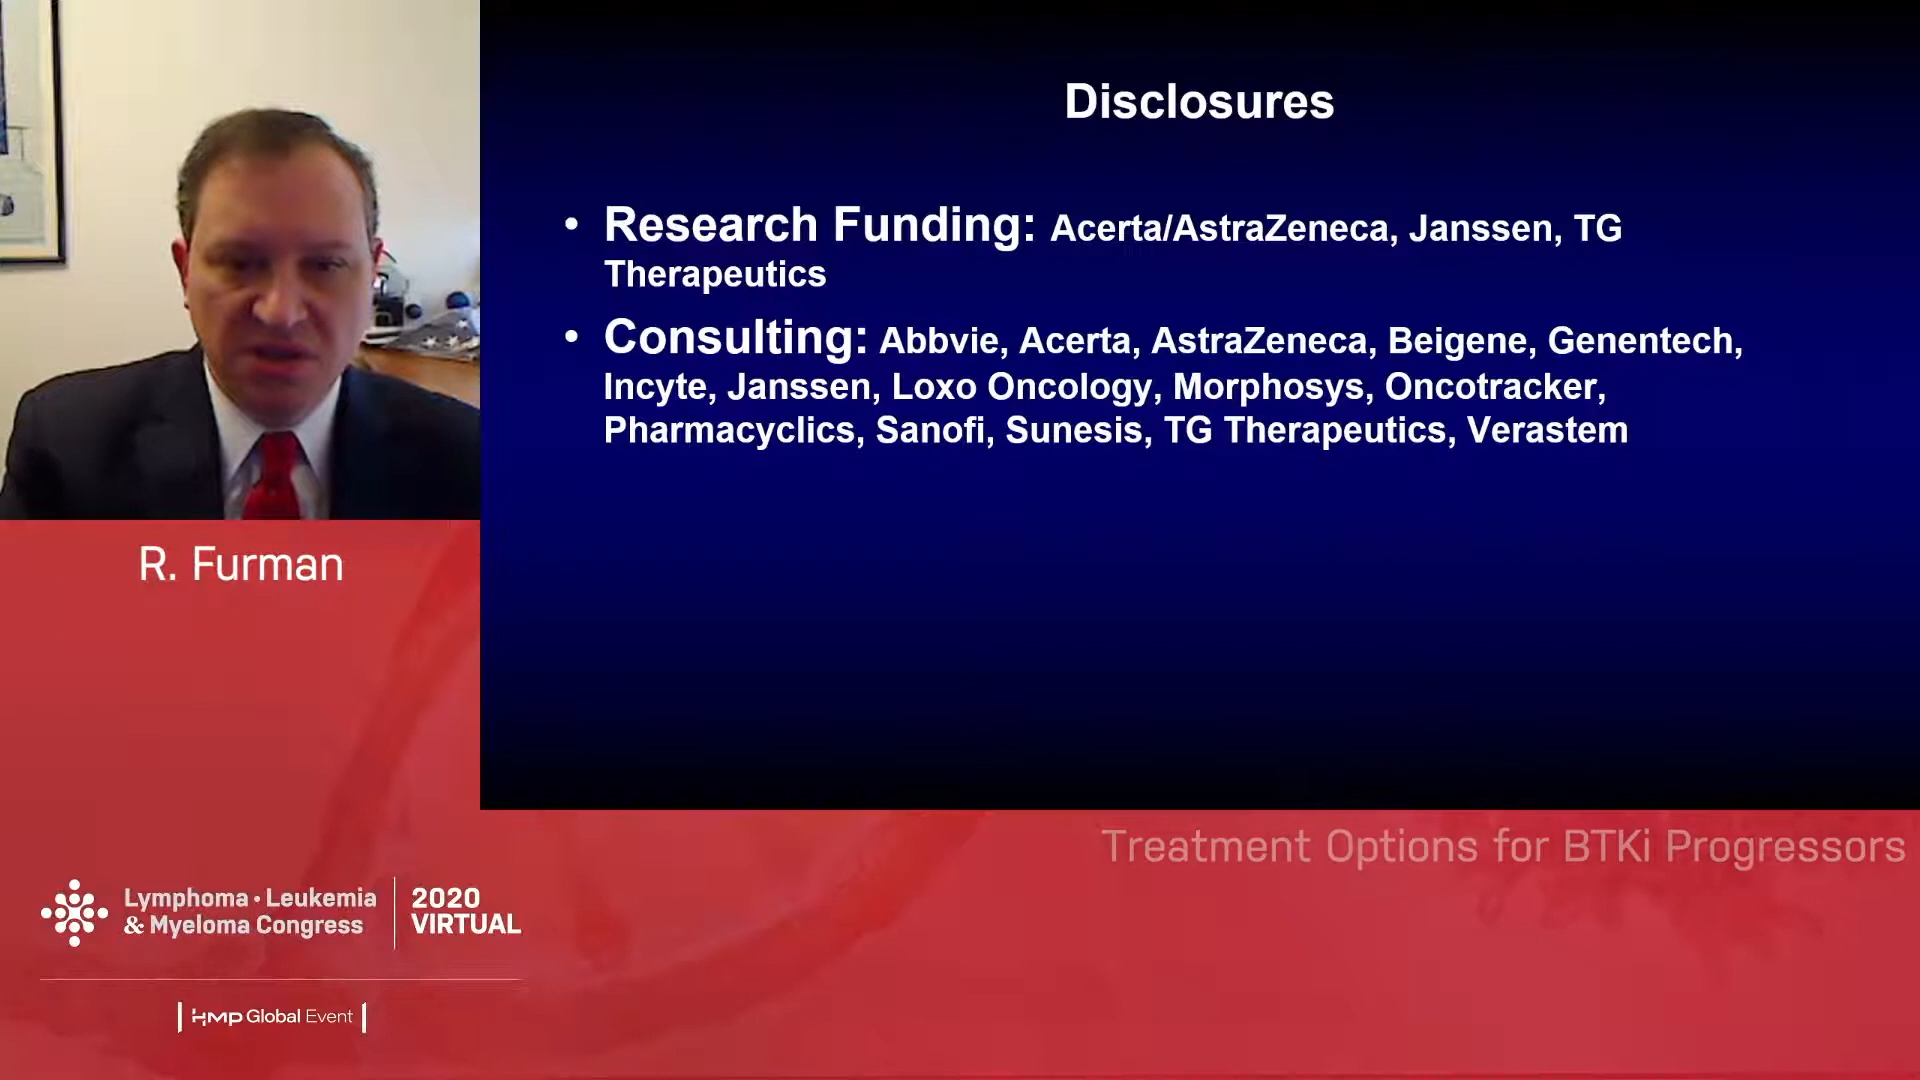 Disclosures
• Research Funding: Acerta/AstraZeneca, Janssen, TG
Therapeutics
• Consulting: Abbvie, Acerta, AstraZeneca, Beigene, Genentech,
Incyte, Janssen, Loxo Oncology, Morphosys, Oncotracker,
Pharmacyclics, Sanofi, Sunesis, TG Therapeutics, Verastem
R. Furman
Treatment Options for BTKi Progressors
Lymphoma • Leukemia
& Myeloma Congress
2020
VIRTUAL
HMP Global Event